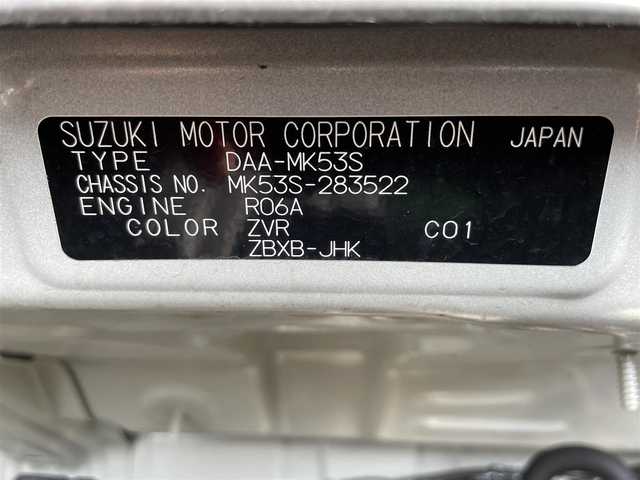 SUZUKI MOTOR CORPORATION JAPAN
TYPE DAA-MK53S
CHASSIS NO. MK53S-283522
ENGINE R06A
COLOR ZVR C01
ZBXB-JHK